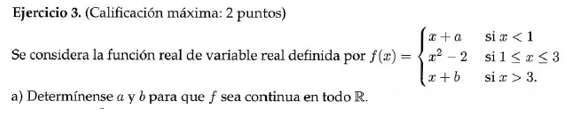 Ejercicio 3. (Calificación máxima: 2 puntos)
Se considera la función real de variable real definida por f(x) = { x + a si x < 1
x² − 2 si 1 ≤ x ≤ 3
x + b si x > 3.
a) Determínense a y b para que f sea continua en todo ℝ.